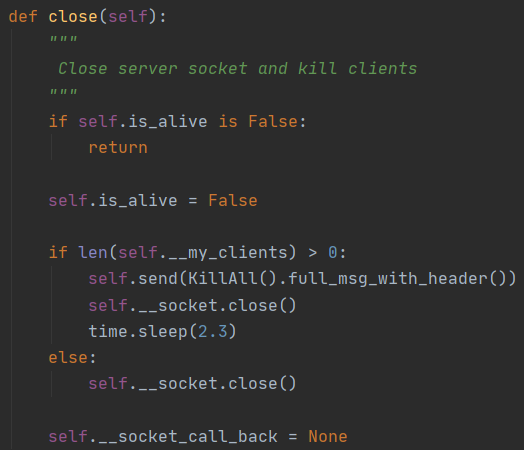 def close(self):
    """
     Close server socket and kill clients
    """
    if self.is_alive is False:
        return

    self.is_alive = False

    if len(self.__my_clients) > 0:
        self.send(KillAll().full_msg_with_header())
        self.__socket.close()
        time.sleep(2.3)
    else:
        self.__socket.close()

    self.__socket_call_back = None